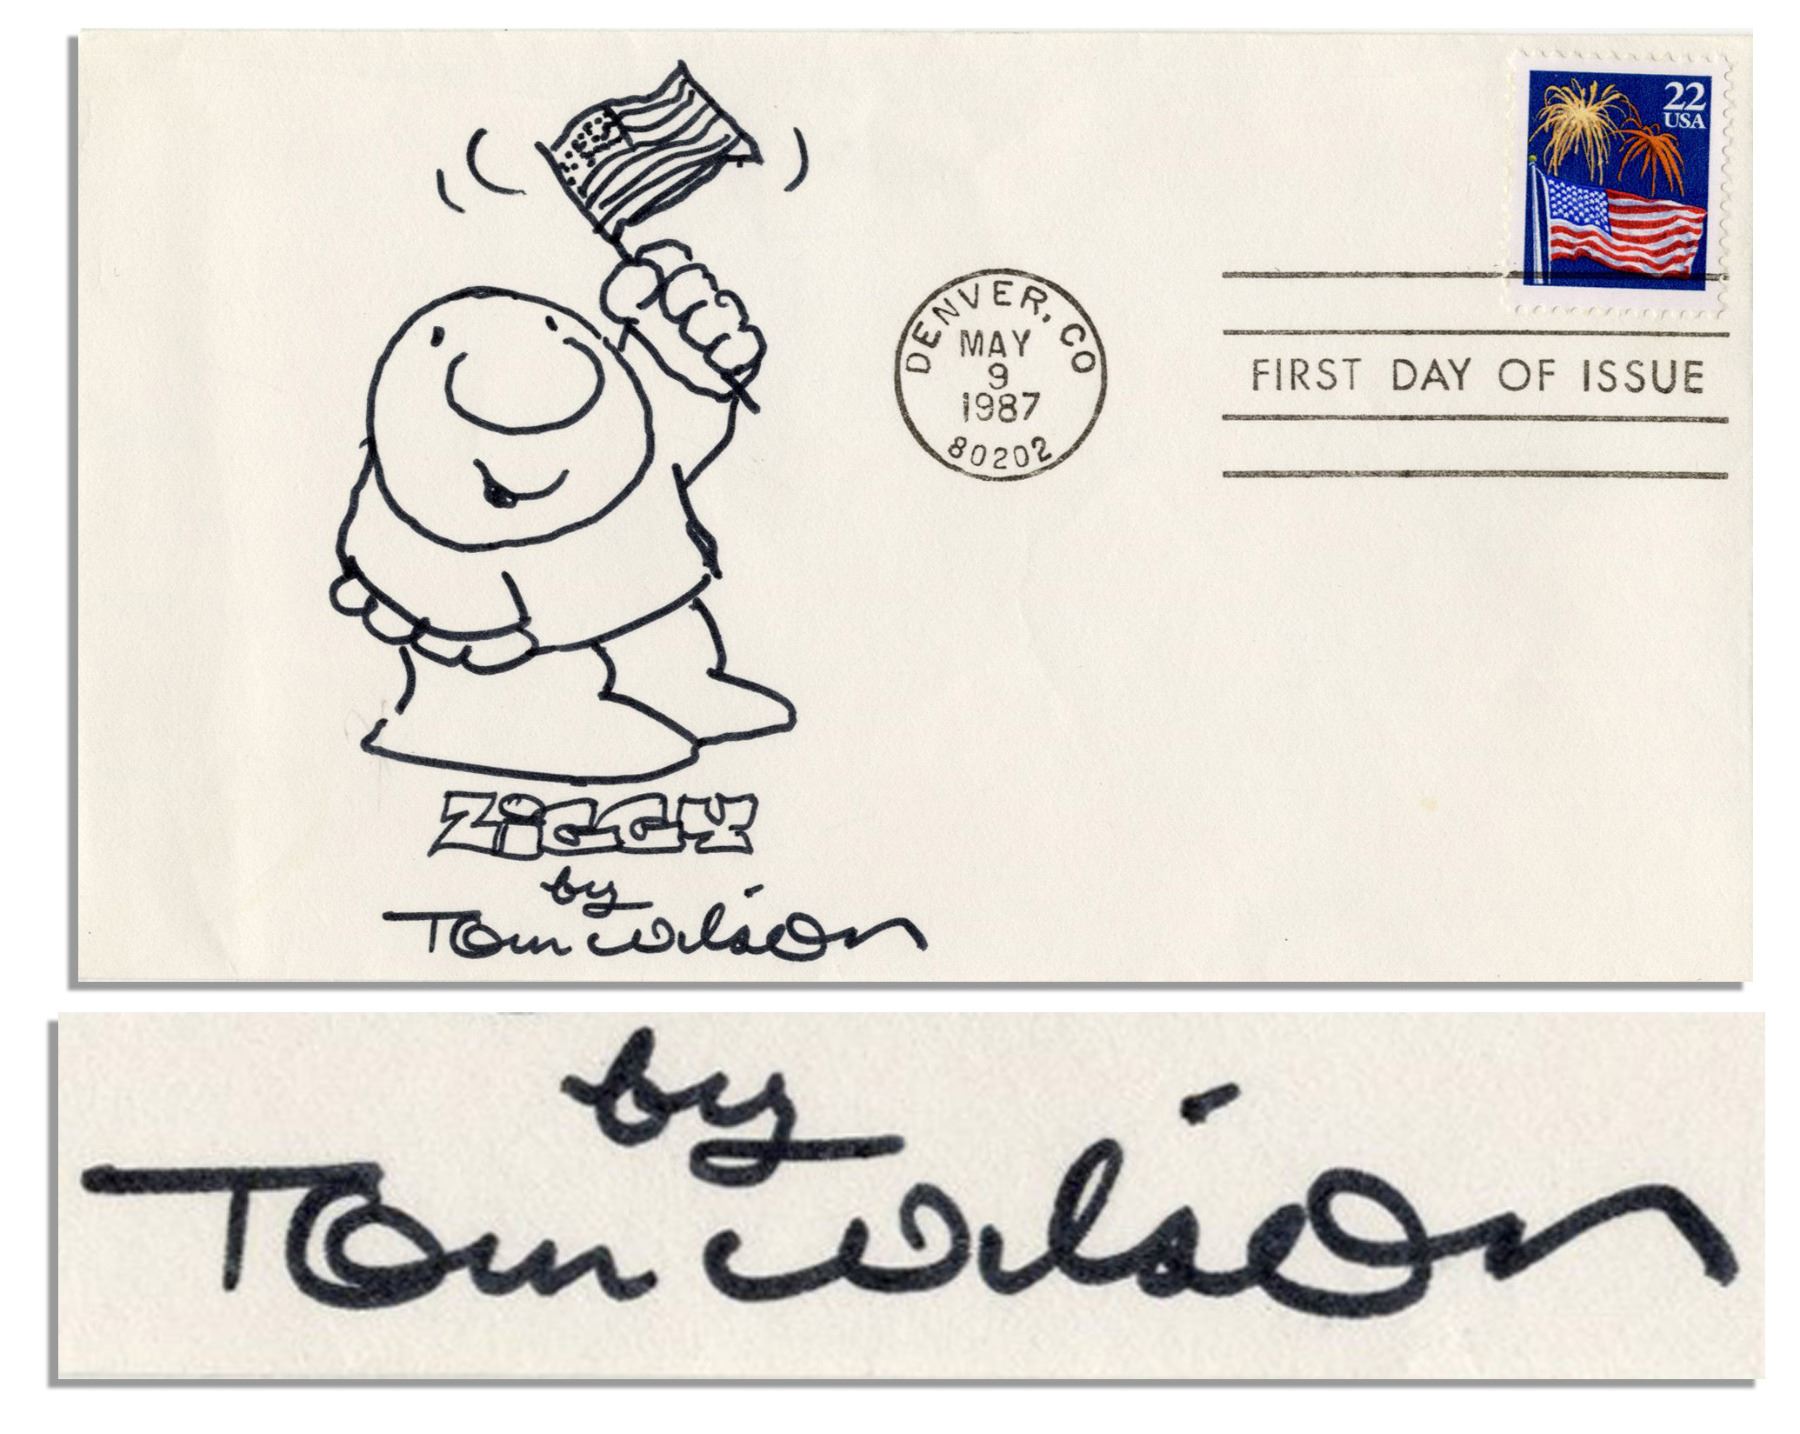 22
USA
DENVER, CO
MAY
9
1987
80202
FIRST DAY OF ISSUE
ZiGGY
by
Tom Wilson
by
Tom Wilson